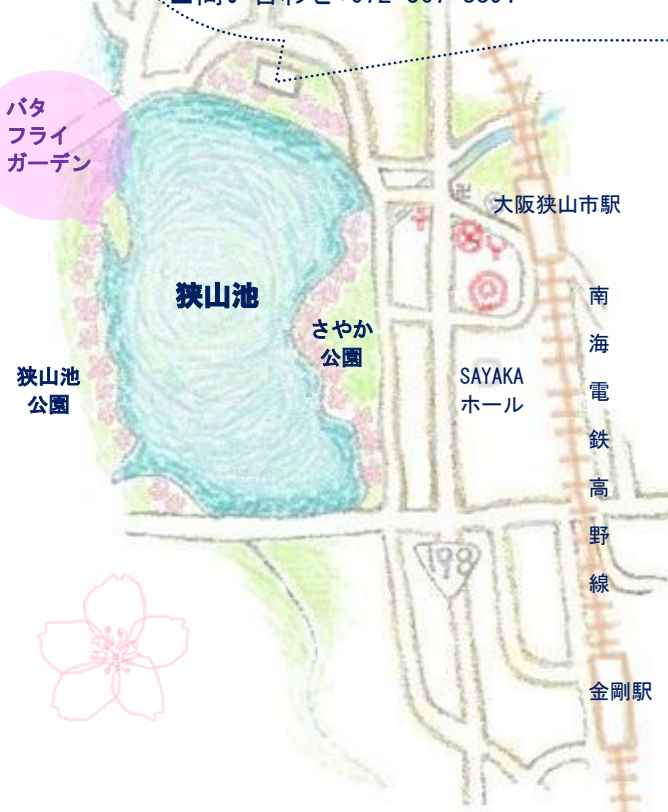 バタ
フライ
ガーデン
大阪狭山市駅
狭山池
さやか
公園
狭山池
公園
SAYAKA
ホール
南海電鉄高野線
198
金剛駅